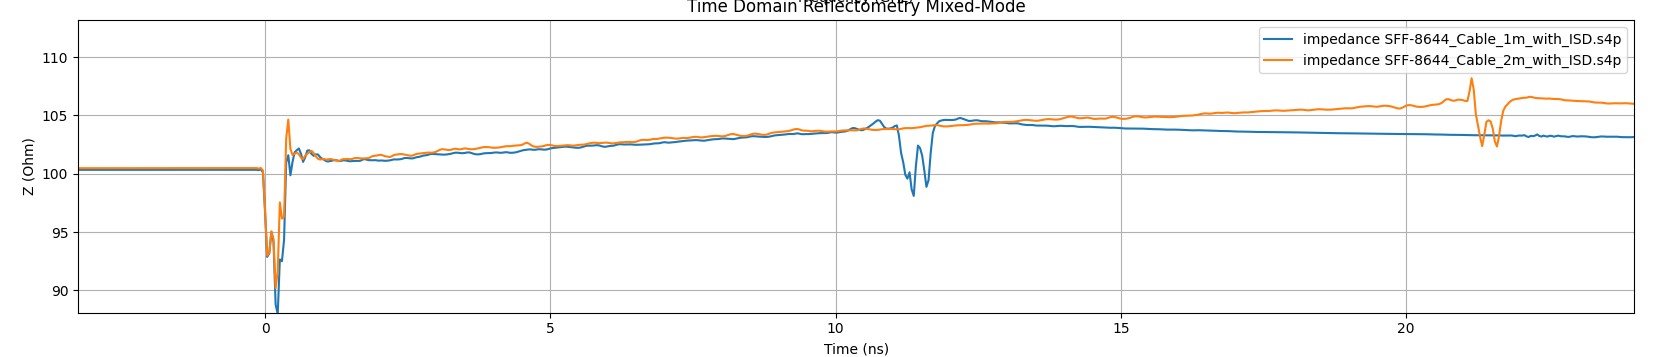 Time Domain Reflectometry Mixed-Mode
impedance SFF-8644_Cable_1m_with_ISD.s4p
impedance SFF-8644_Cable_2m_with_ISD.s4p
110
105
100
95
90
Z (Ohm)
0
5
10
15
20
Time (ns)